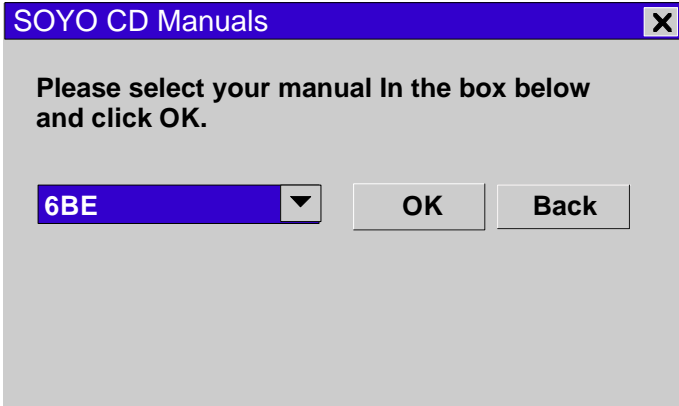 SOYO CD Manuals
Please select your manual In the box below
and click OK.
6BE OK Back